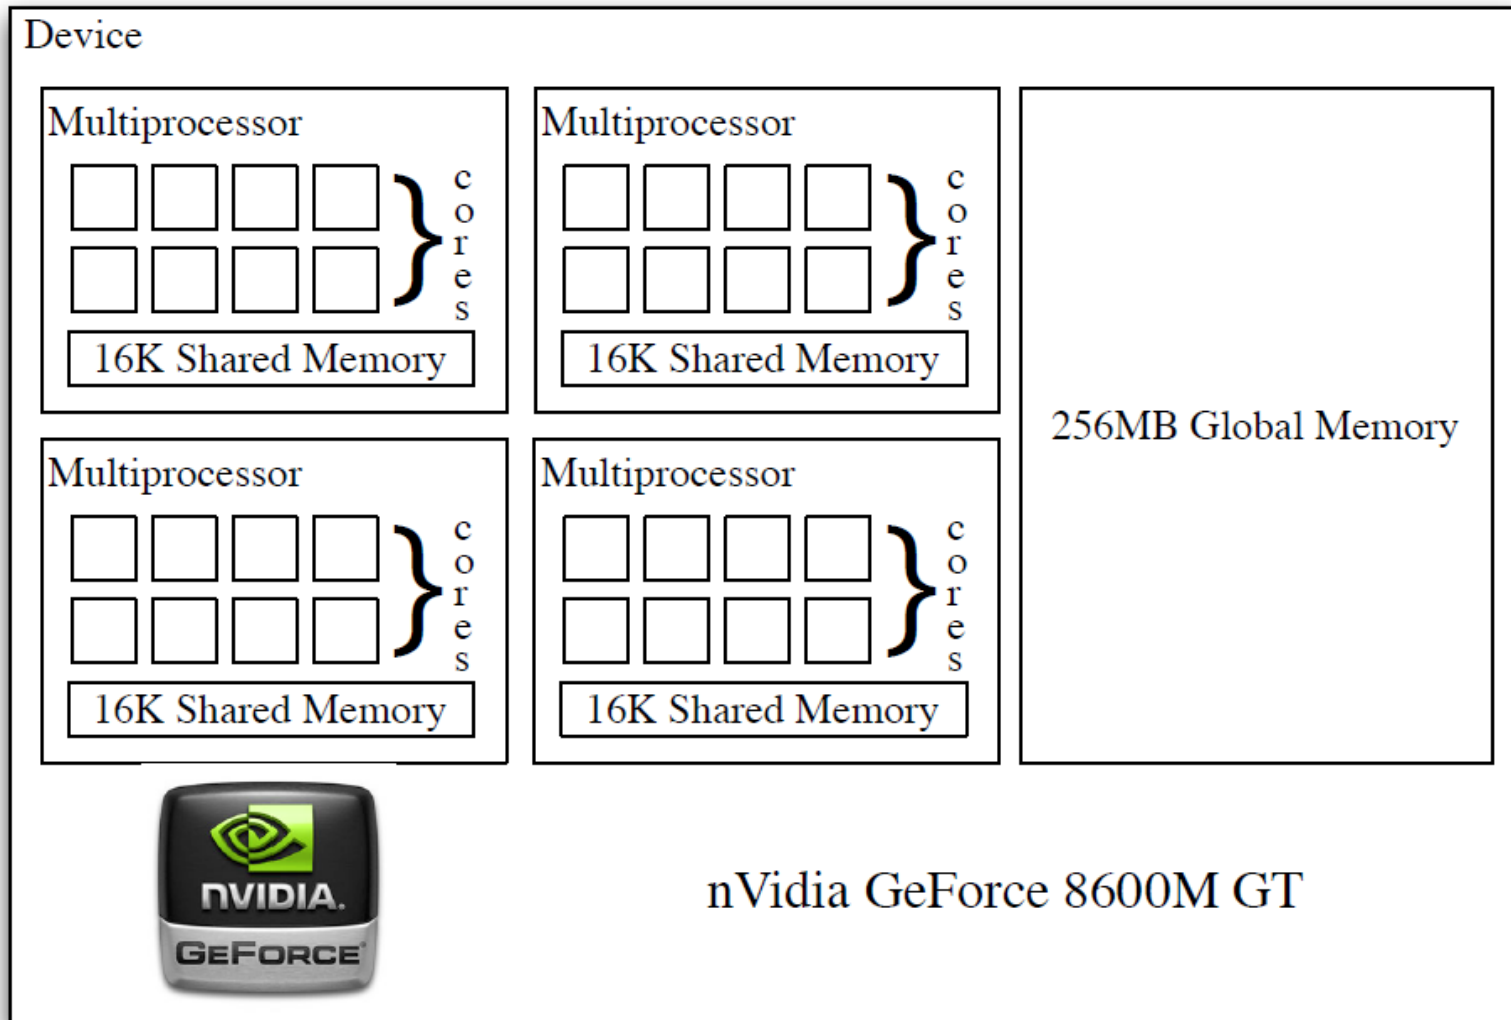 Device
Multiprocessor
cores
16K Shared Memory
Multiprocessor
cores
16K Shared Memory
256MB Global Memory
Multiprocessor
cores
16K Shared Memory
Multiprocessor
cores
16K Shared Memory
nVIDIA.
GEFORCE®
nVidia GeForce 8600M GT